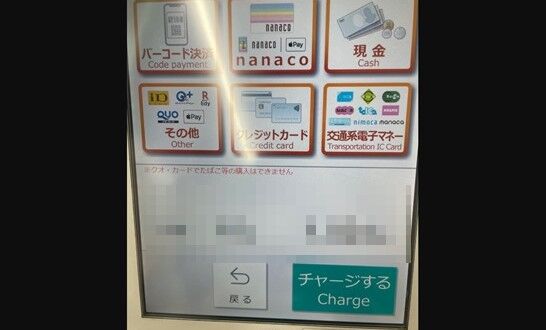 バーコード決済
Code payment
nanaco
nanaco Pay
nanaco
現金
Cash
iD
QUO
Edy
Pay
その他
Other
クレジットカード
Credit card
nimoca manaca
交通系電子マネー
Transportation IC Card
※クオ・カードでたばこ等の購入はできません
戻る
チャージする
Charge